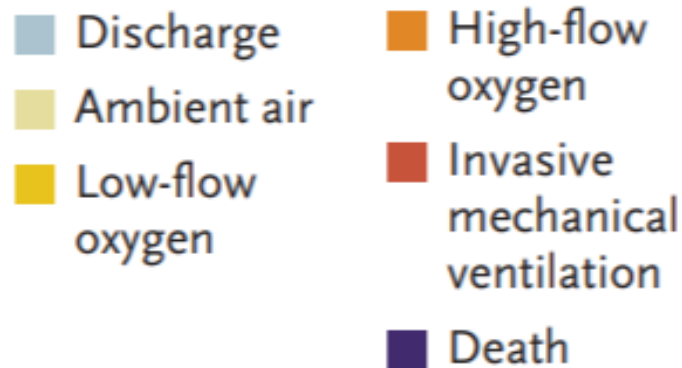 Discharge
Ambient air
Low-flow
oxygen
High-flow
oxygen
Invasive
mechanical
ventilation
Death